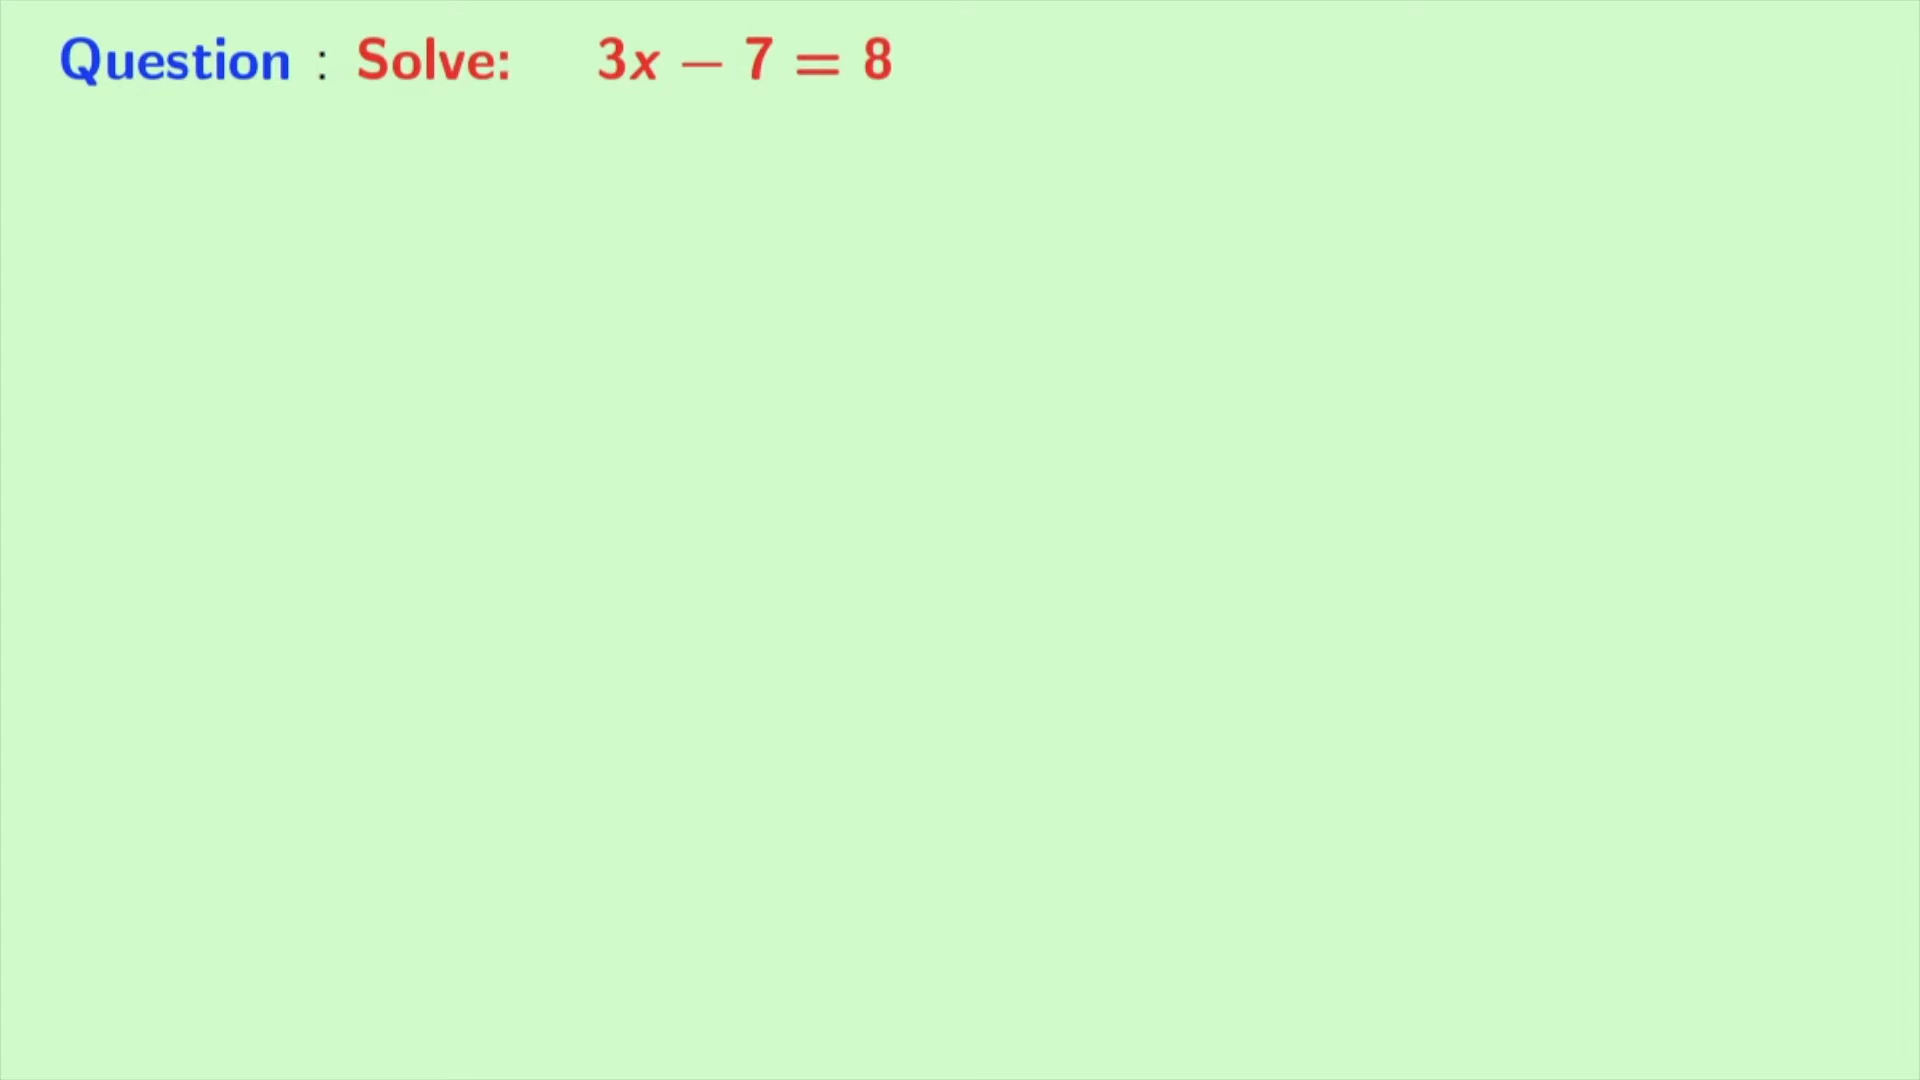 Question : Solve: 3x − 7 = 8